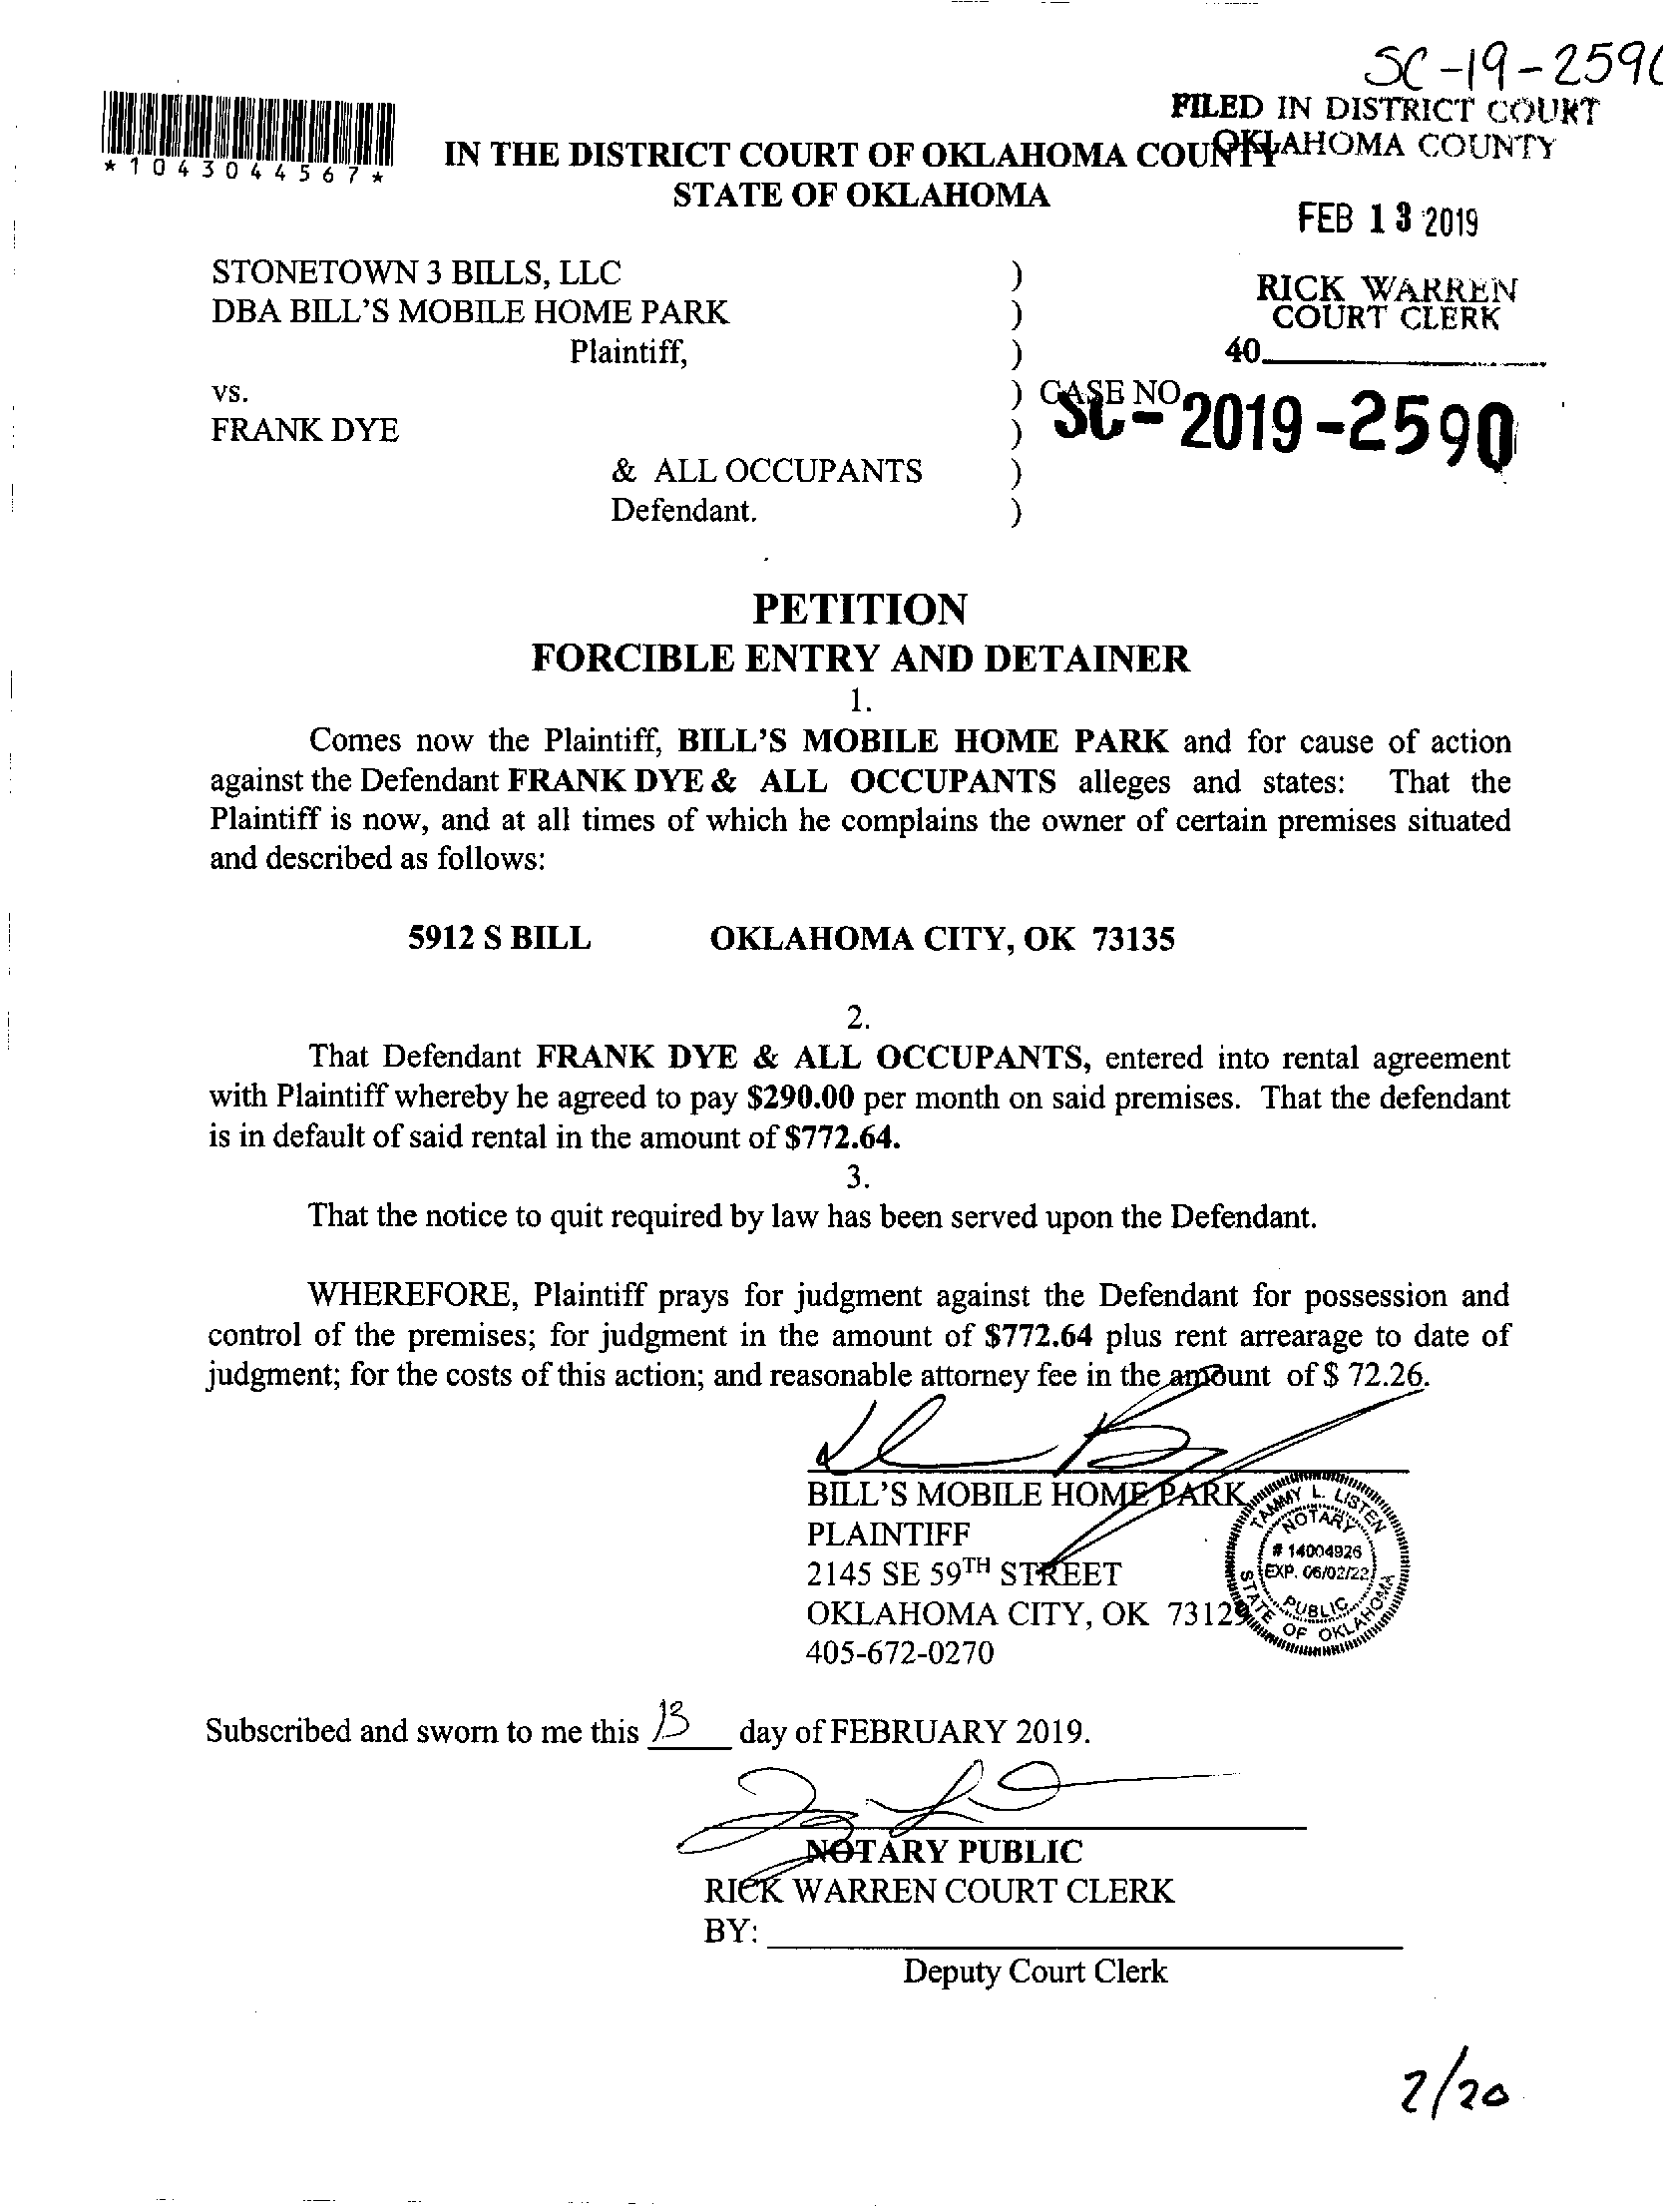 SC-19-259
FILED IN DISTRICT COURT
OKLAHOMA COUNTY
*1043044567*
IN THE DISTRICT COURT OF OKLAHOMA COUNTY
STATE OF OKLAHOMA
FEB 13 2019
STONETOWN 3 BILLS, LLC )
DBA BILL'S MOBILE HOME PARK )
Plaintiff, )
RICK WARREN
COURT CLERK
40
vs. ) CASE NO.
SC-2019-2590
FRANK DYE )
& ALL OCCUPANTS )
Defendant. )
PETITION
FORCIBLE ENTRY AND DETAINER
1.
Comes now the Plaintiff, BILL'S MOBILE HOME PARK and for cause of action
against the Defendant FRANK DYE & ALL OCCUPANTS alleges and states: That the
Plaintiff is now, and at all times of which he complains the owner of certain premises situated
and described as follows:
5912 S BILL OKLAHOMA CITY, OK 73135
2.
That Defendant FRANK DYE & ALL OCCUPANTS, entered into rental agreement
with Plaintiff whereby he agreed to pay $290.00 per month on said premises. That the defendant
is in default of said rental in the amount of $772.64.
3.
That the notice to quit required by law has been served upon the Defendant.
WHEREFORE, Plaintiff prays for judgment against the Defendant for possession and
control of the premises; for judgment in the amount of $772.64 plus rent arrearage to date of
judgment; for the costs of this action; and reasonable attorney fee in the amount of $ 72.26.
BILL'S MOBILE HOME PARK
PLAINTIFF
2145 SE 59TH STREET
OKLAHOMA CITY, OK 73129
405-672-0270
TAMMY L. LISTEN
NOTARY
# 14004926
EXP. 06/02/22
PUBLIC
STATE OF OKLAHOMA
Subscribed and sworn to me this 13 day of FEBRUARY 2019.
NOTARY PUBLIC
RICK WARREN COURT CLERK
BY:
Deputy Court Clerk
2/20